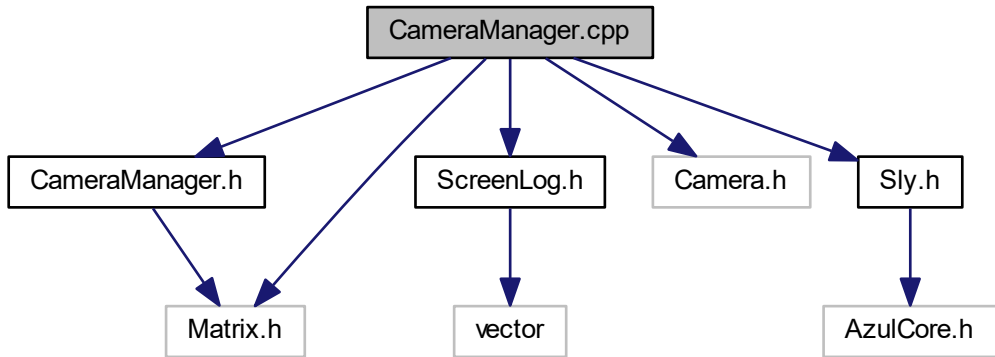 CameraManager.cpp
CameraManager.h
ScreenLog.h
Camera.h
Sly.h
Matrix.h
vector
AzulCore.h